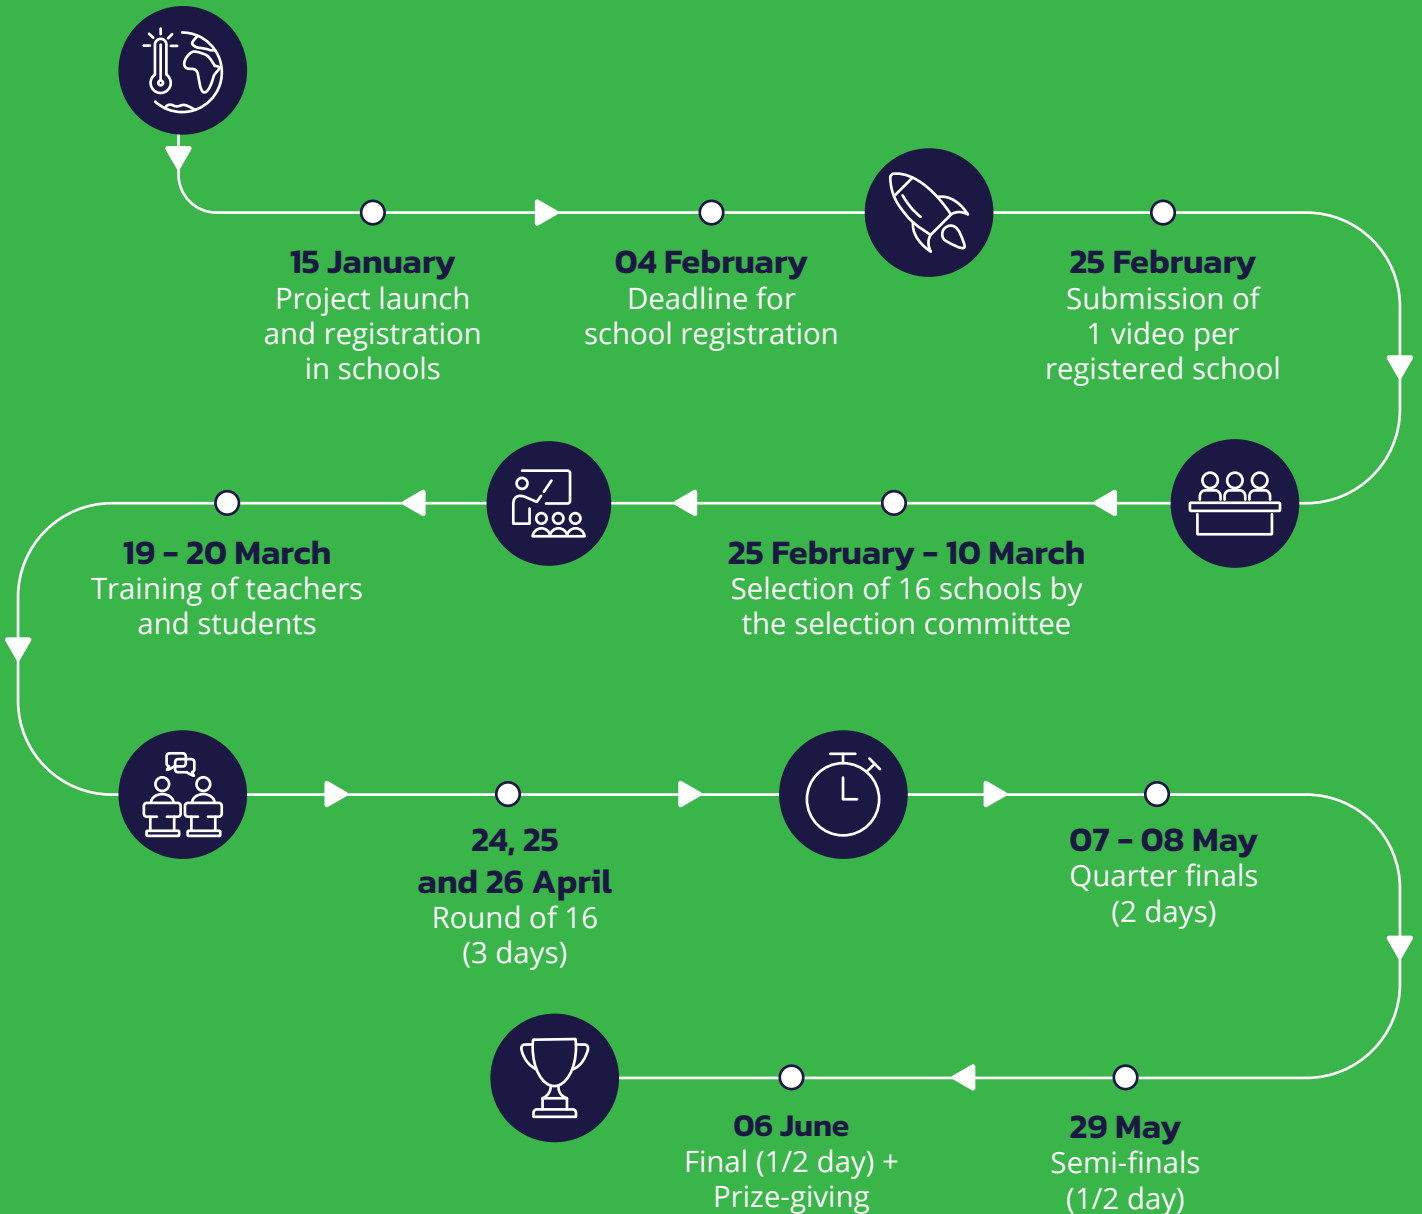 15 January
Project launch
and registration
in schools
04 February
Deadline for
school registration
25 February
Submission of
1 video per
registered school
25 February – 10 March
Selection of 16 schools by
the selection committee
19 – 20 March
Training of teachers
and students
24, 25
and 26 April
Round of 16
(3 days)
07 – 08 May
Quarter finals
(2 days)
29 May
Semi-finals
(1/2 day)
06 June
Final (1/2 day) +
Prize-giving